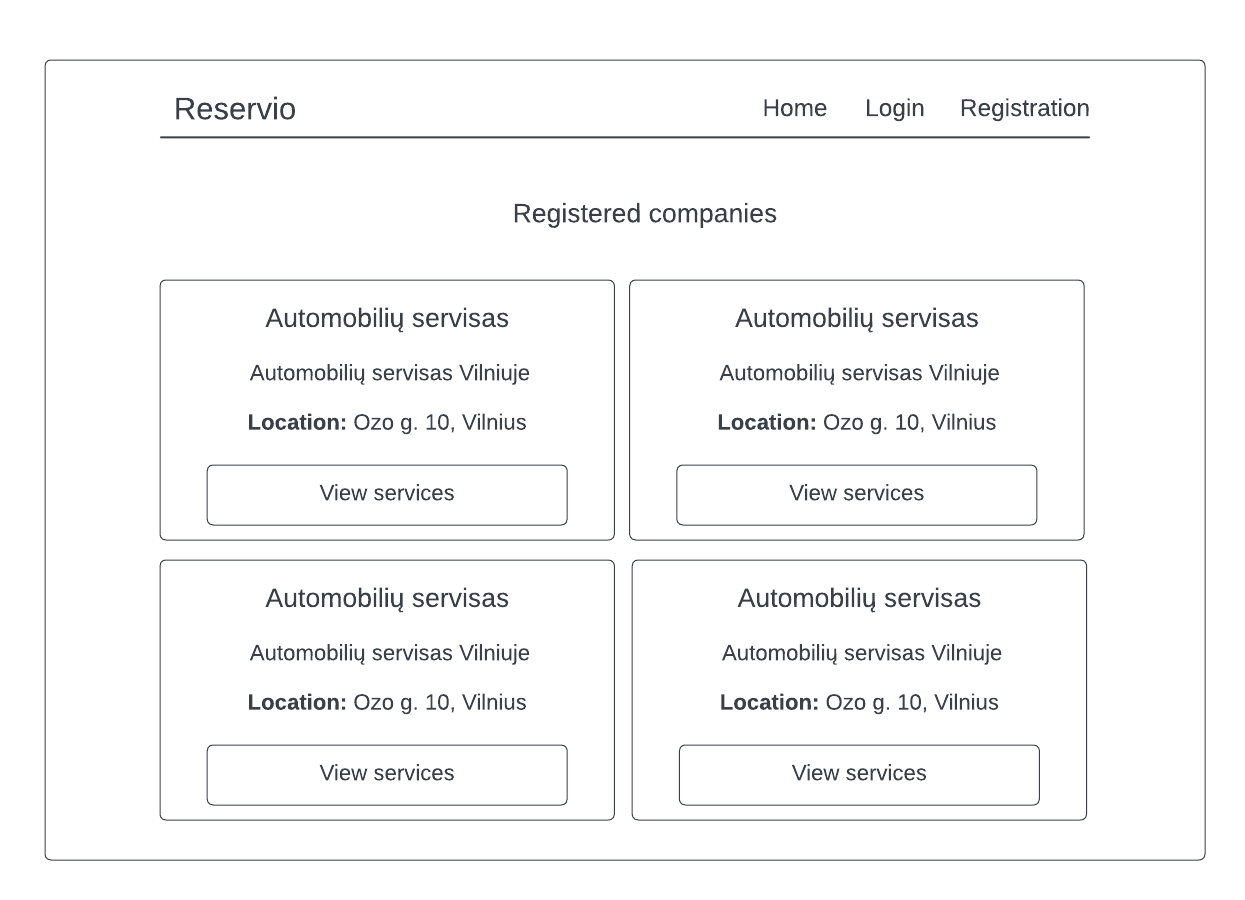 Reservio
Home Login Registration
Registered companies
Automobilių servisas
Automobilių servisas Vilniuje
Location: Ozo g. 10, Vilnius
View services
Automobilių servisas
Automobilių servisas Vilniuje
Location: Ozo g. 10, Vilnius
View services
Automobilių servisas
Automobilių servisas Vilniuje
Location: Ozo g. 10, Vilnius
View services
Automobilių servisas
Automobilių servisas Vilniuje
Location: Ozo g. 10, Vilnius
View services